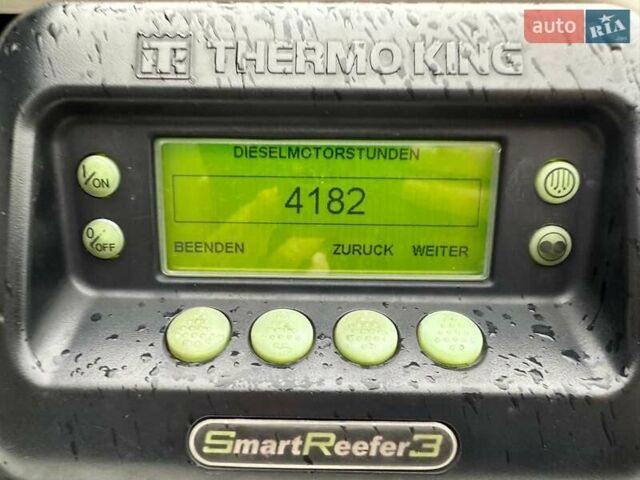 auto RIA
THERMO KING
DIESELMOTORSTUNDEN
4182
BEENDEN ZURUCK WEITER
I/ON
0/OFF
SmartReefer3